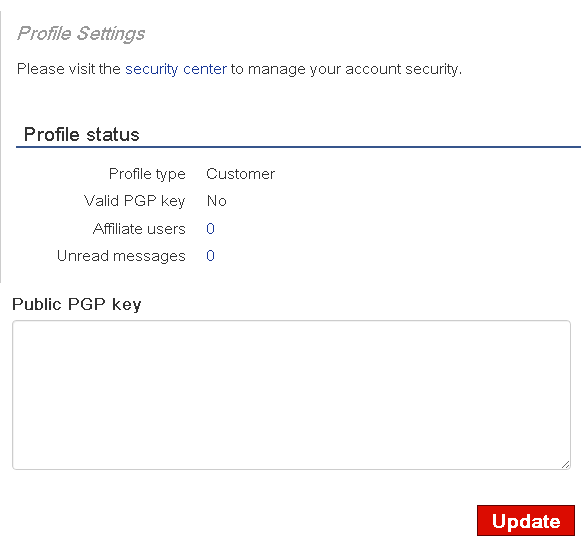 Profile Settings
Please visit the security center to manage your account security.
Profile status
Profile type Customer
Valid PGP key No
Affiliate users 0
Unread messages 0
Public PGP key
Update